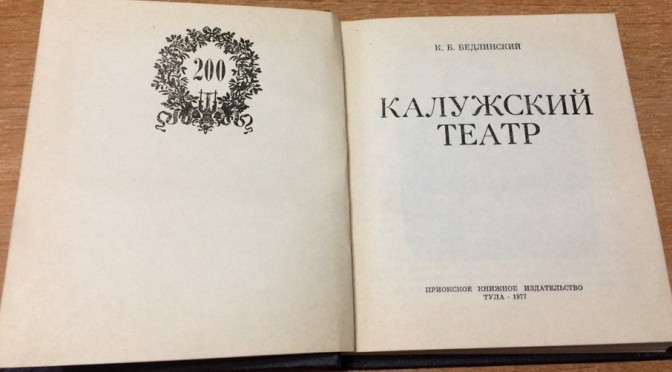 200
К. Б. БЕДЛИНСКИЙ
КАЛУЖСКИЙ
ТЕАТР
ПРИОКСКОЕ КНИЖНОЕ ИЗДАТЕЛЬСТВО
ТУЛА · 1977